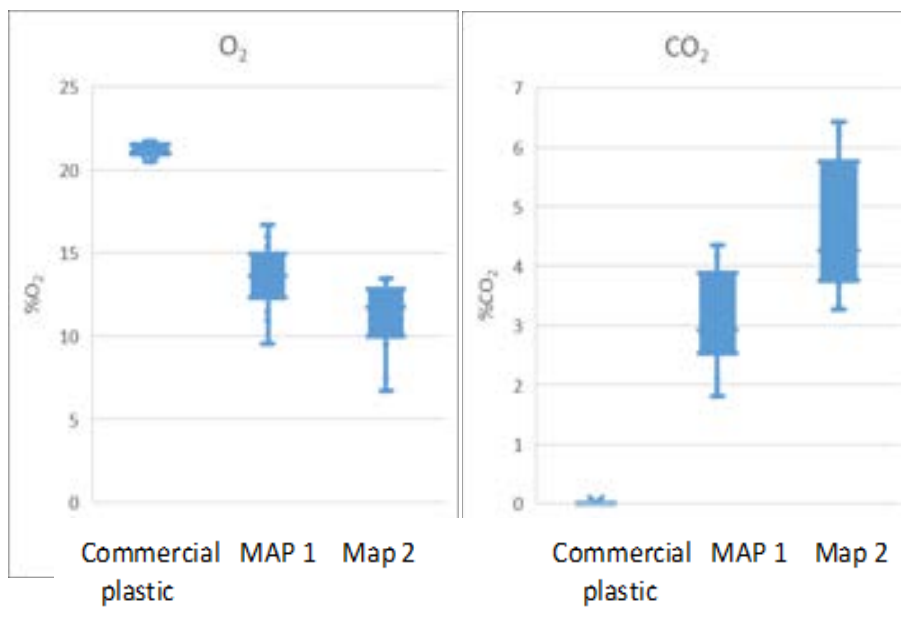 O₂
25
20
15
10
5
0
%O₂
Commercial MAP 1 Map 2
plastic
CO₂
7
6
5
4
3
2
1
0
%CO₂
Commercial MAP 1 Map 2
plastic